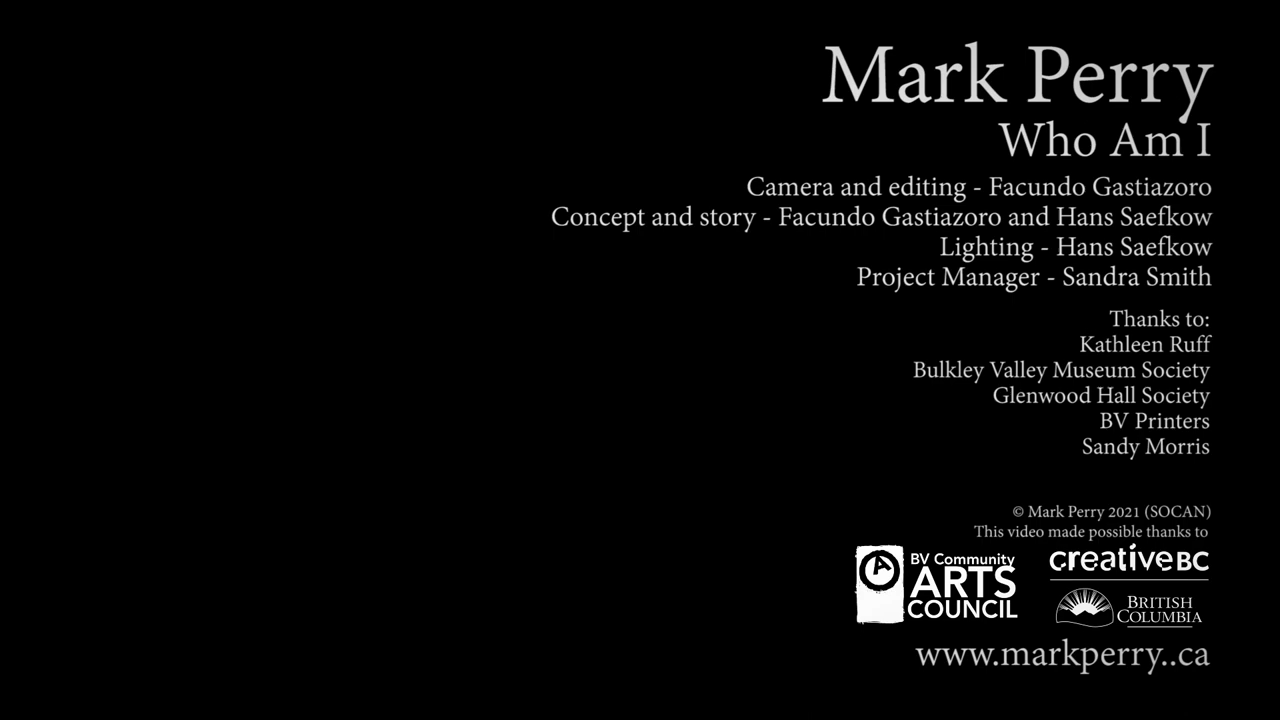 Mark Perry
Who Am I
Camera and editing - Facundo Gastiazoro
Concept and story - Facundo Gastiazoro and Hans Saefkow
Lighting - Hans Saefkow
Project Manager - Sandra Smith
Thanks to:
Kathleen Ruff
Bulkley Valley Museum Society
Glenwood Hall Society
BV Printers
Sandy Morris
© Mark Perry 2021 (SOCAN)
This video made possible thanks to
BV Community
ARTS
COUNCIL
creativeBC
BRITISH
COLUMBIA
www.markperry..ca